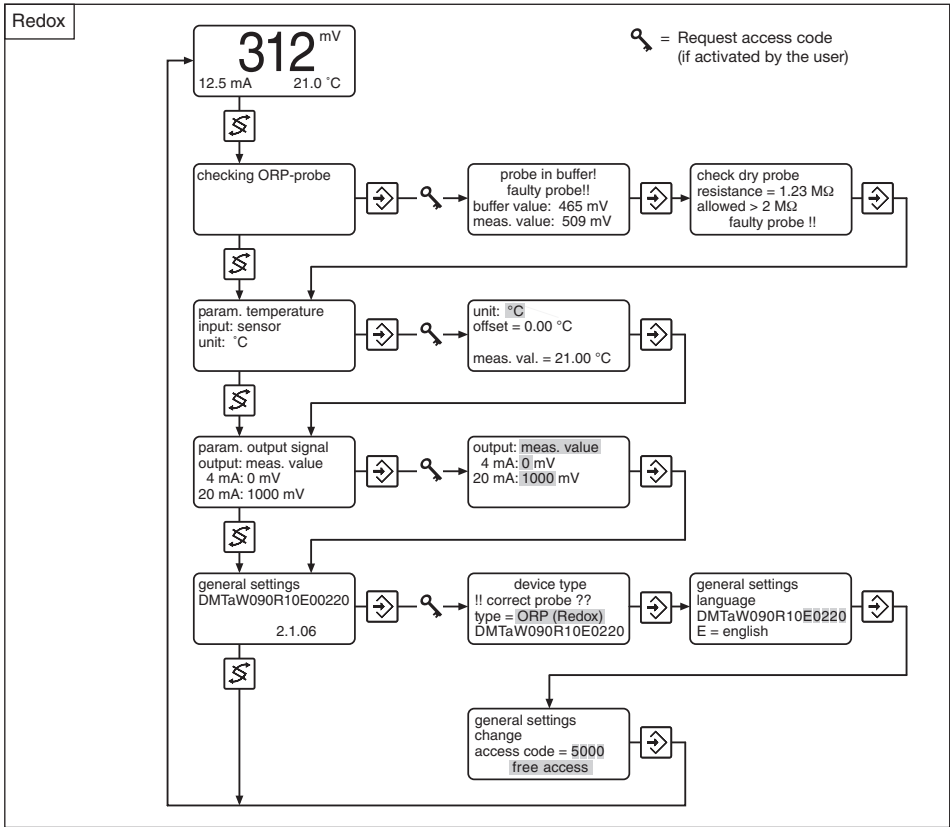 Redox
312 mV
12.5 mA 21.0 °C
= Request access code
(if activated by the user)
checking ORP-probe
probe in buffer!
faulty probe!!
buffer value: 465 mV
meas. value: 509 mV
check dry probe
resistance = 1.23 MΩ
allowed > 2 MΩ
faulty probe !!
param. temperature
input: sensor
unit: °C
unit: °C
offset = 0.00 °C
meas. val. = 21.00 °C
param. output signal
output: meas. value
4 mA: 0 mV
20 mA: 1000 mV
output: meas. value
4 mA: 0 mV
20 mA: 1000 mV
general settings
DMTaW090R10E00220
2.1.06
device type
!! correct probe ??
type = ORP (Redox)
DMTaW090R10E0220
general settings
language
DMTaW090R10E0220
E = english
general settings
change
access code = 5000
free access